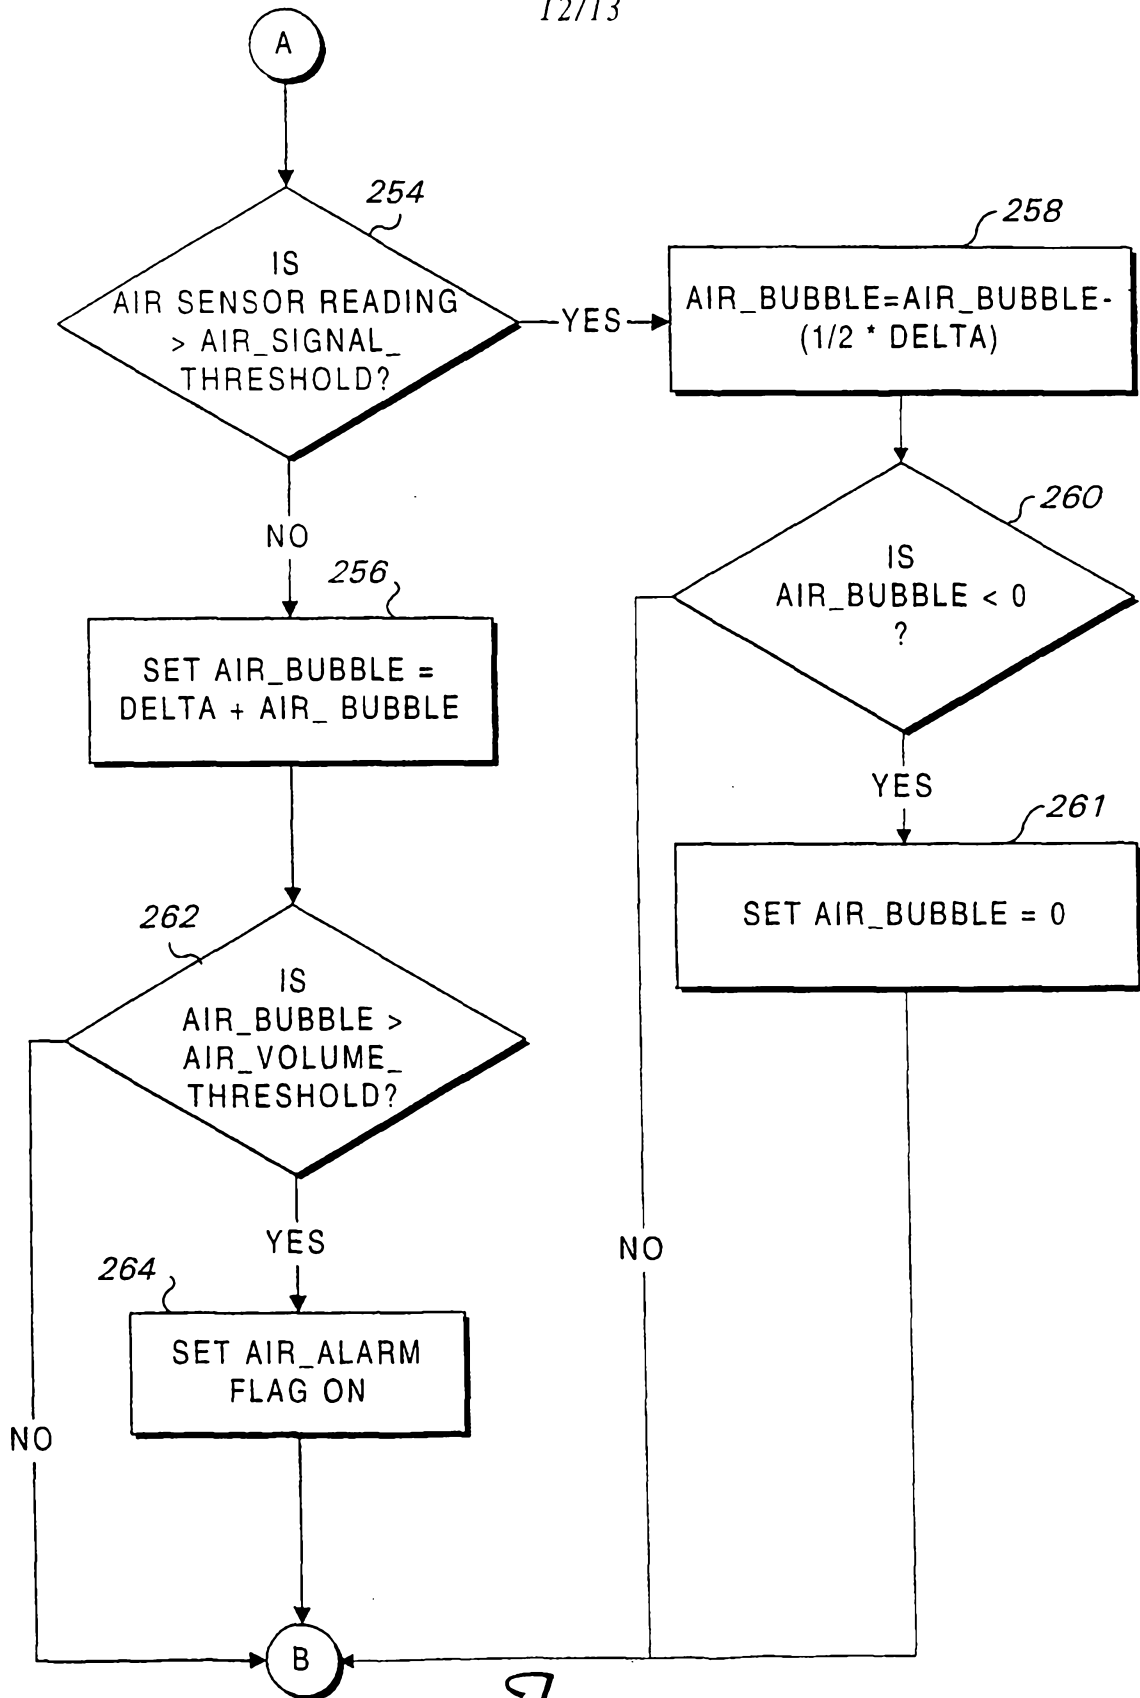 12/13
A
254
IS
AIR SENSOR READING
> AIR_SIGNAL_
THRESHOLD?
YES
258
AIR_BUBBLE=AIR_BUBBLE-
(1/2 * DELTA)
NO
260
IS
AIR_BUBBLE < 0
?
256
SET AIR_BUBBLE =
DELTA + AIR_ BUBBLE
YES
261
SET AIR_BUBBLE = 0
262
IS
AIR_BUBBLE >
AIR_VOLUME_
THRESHOLD?
YES
NO
264
SET AIR_ALARM
FLAG ON
NO
B